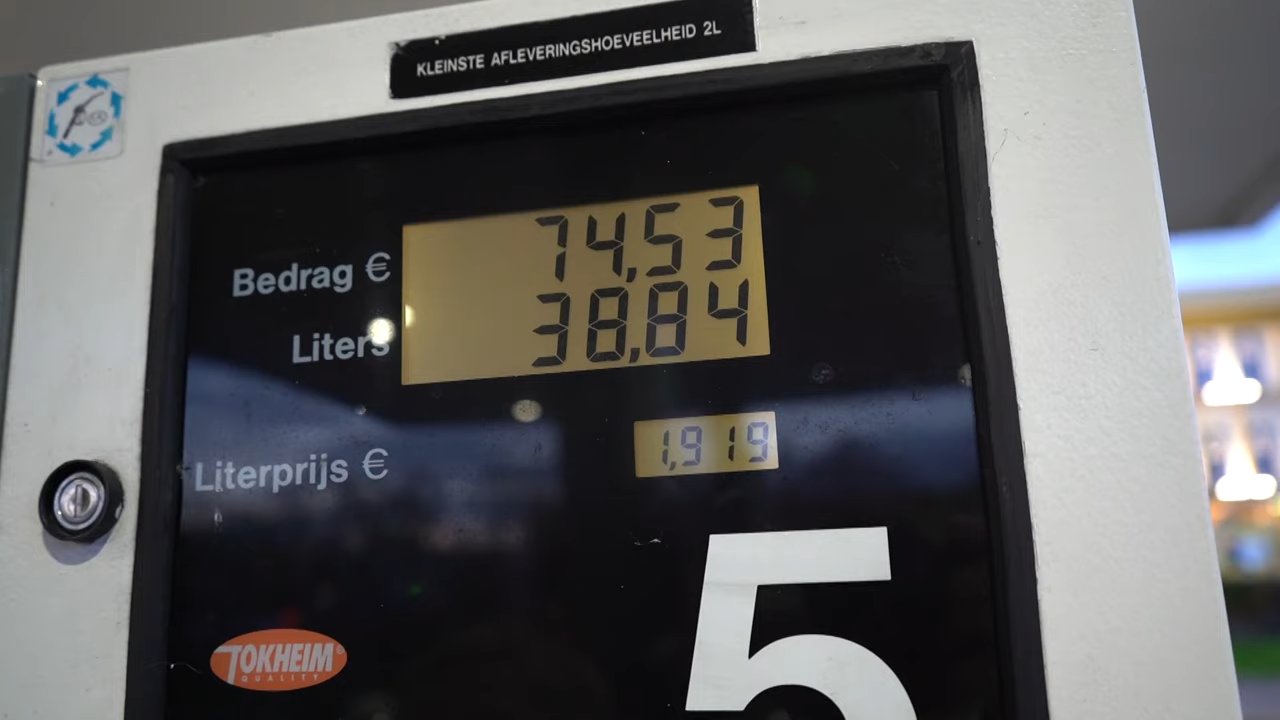 KLEINSTE AFLEVERINGSHOEVEELHEID 2L
Bedrag € 74,53
Liters 38,84
Literprijs € 1,919
5
TOKHEIM
QUALITY